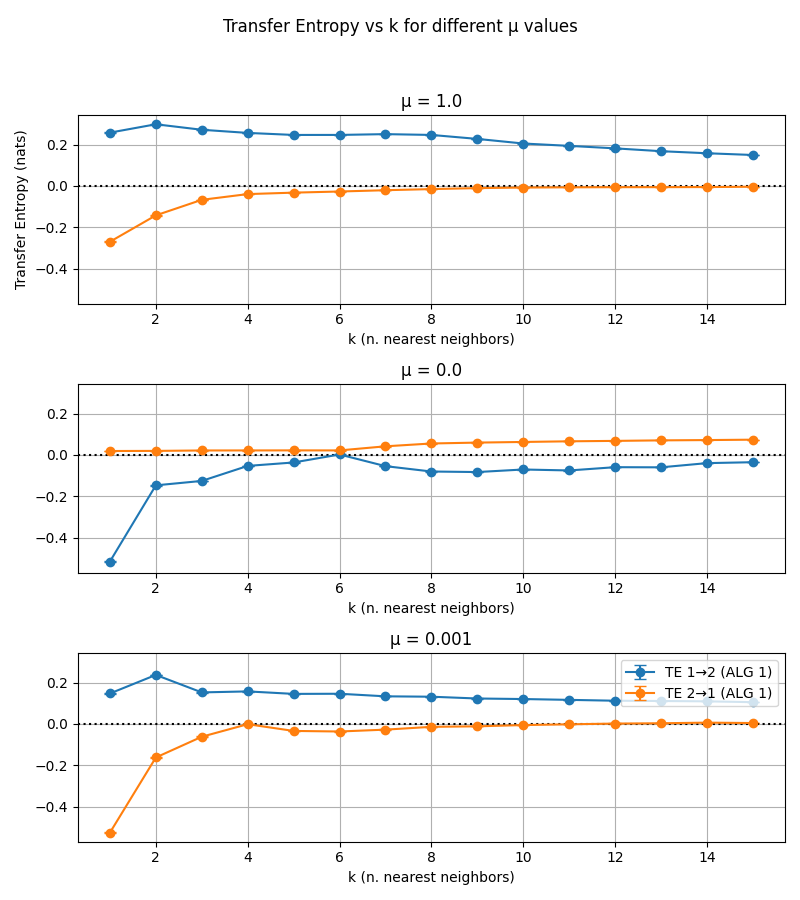 Transfer Entropy vs k for different μ values
μ = 1.0
Transfer Entropy (nats)
0.2
0.0
−0.2
−0.4
2 4 6 8 10 12 14
k (n. nearest neighbors)
μ = 0.0
0.2
0.0
−0.2
−0.4
2 4 6 8 10 12 14
k (n. nearest neighbors)
μ = 0.001
0.2
0.0
−0.2
−0.4
TE 1→2 (ALG 1)
TE 2→1 (ALG 1)
2 4 6 8 10 12 14
k (n. nearest neighbors)